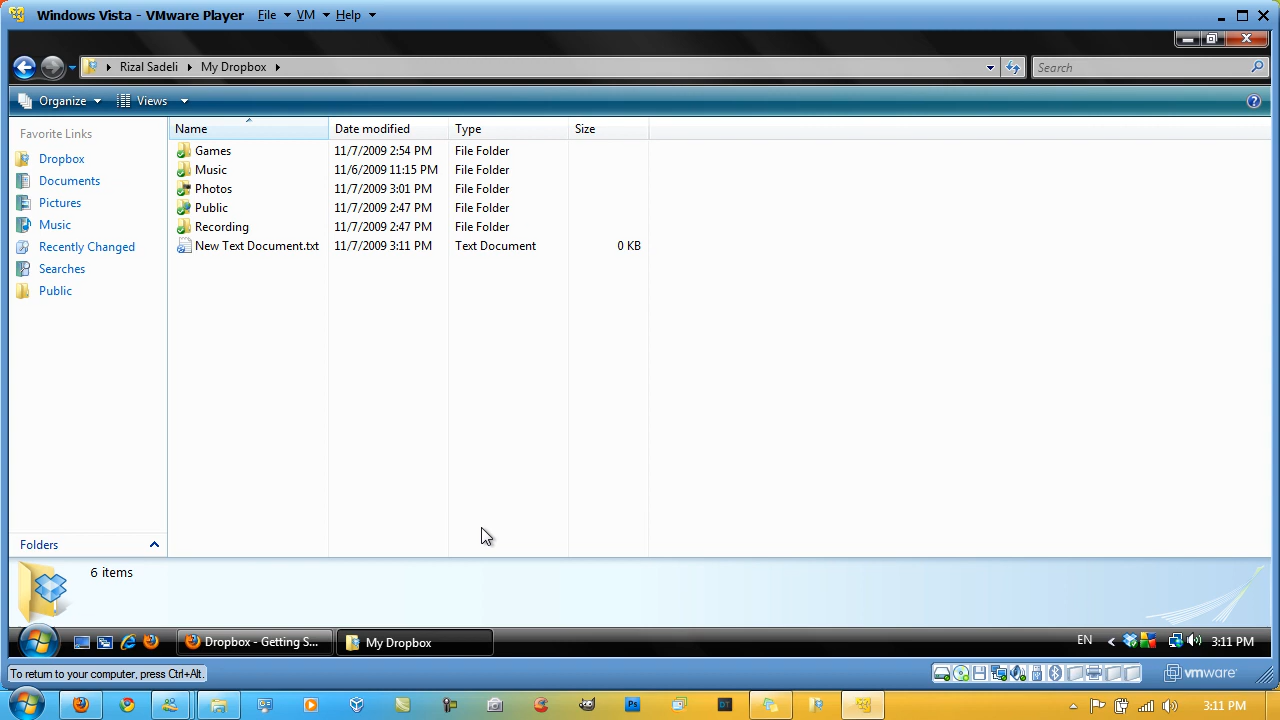 Windows Vista - VMware Player File VM Help
Rizal Sadeli My Dropbox Search
Organize Views
Favorite Links
Dropbox
Documents
Pictures
Music
Recently Changed
Searches
Public
Folders
Name Date modified Type Size
Games 11/7/2009 2:54 PM File Folder
Music 11/6/2009 11:15 PM File Folder
Photos 11/7/2009 3:01 PM File Folder
Public 11/7/2009 2:47 PM File Folder
Recording 11/7/2009 2:47 PM File Folder
New Text Document.txt 11/7/2009 3:11 PM Text Document 0 KB
6 items
Dropbox - Getting S... My Dropbox EN 3:11 PM
To return to your computer, press Ctrl+Alt. vmware
Ps DT 3:11 PM